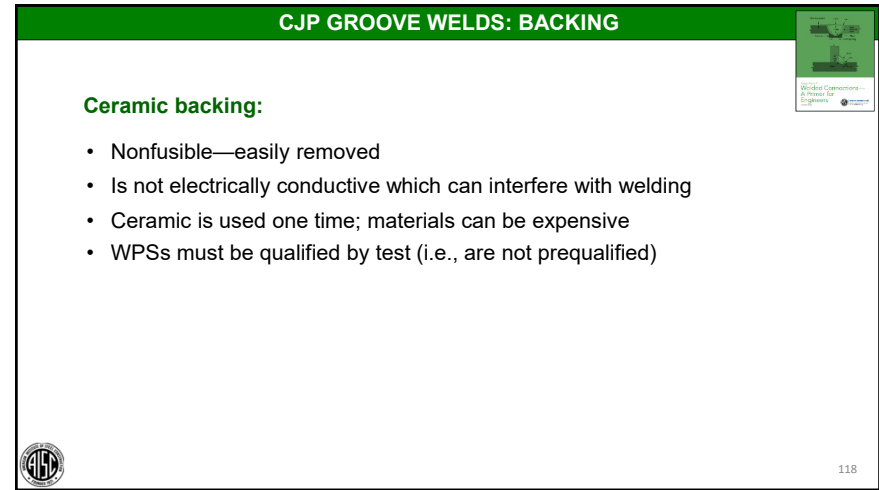 CJP GROOVE WELDS: BACKING
Welded Connections—
A Primer for
Engineers
Ceramic backing:
• Nonfusible—easily removed
• Is not electrically conductive which can interfere with welding
• Ceramic is used one time; materials can be expensive
• WPSs must be qualified by test (i.e., are not prequalified)
AISC
118